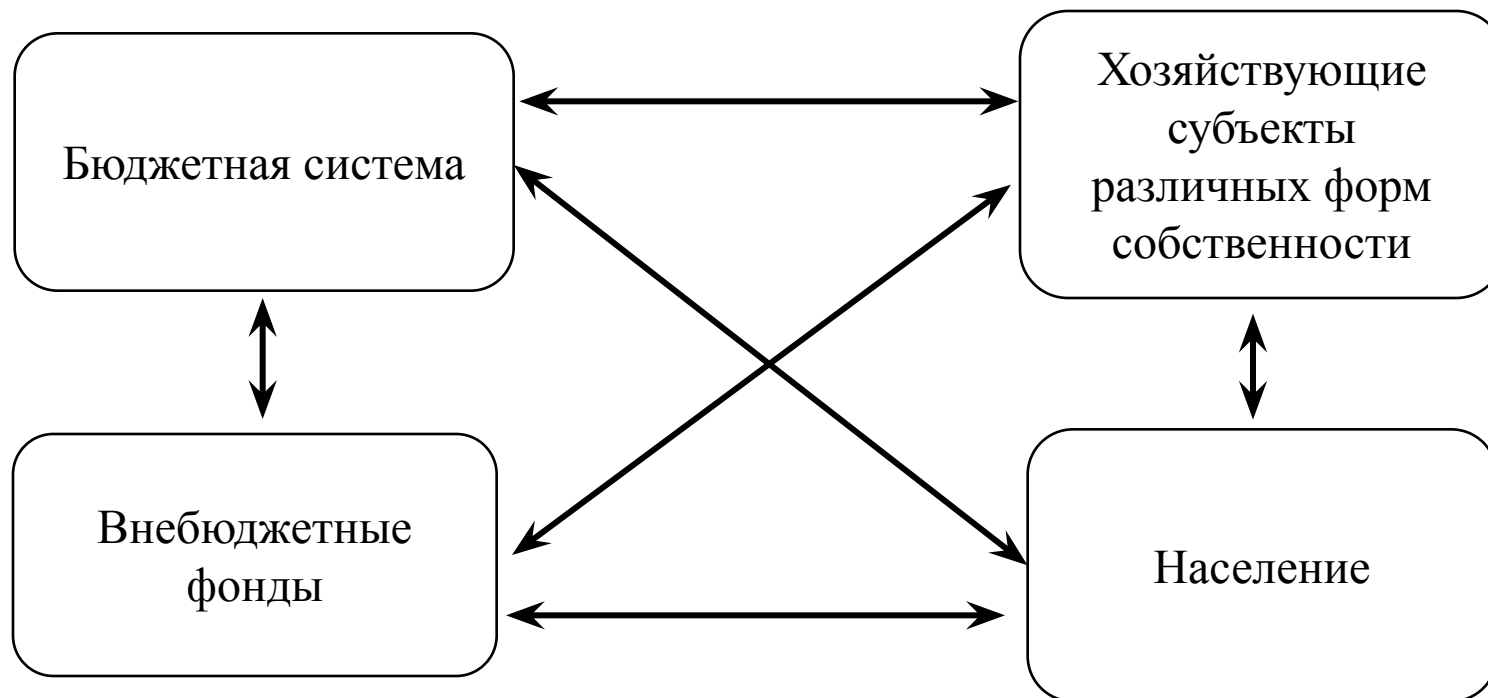 Бюджетная система
Хозяйствующие
субъекты
различных форм
собственности
Внебюджетные
фонды
Население